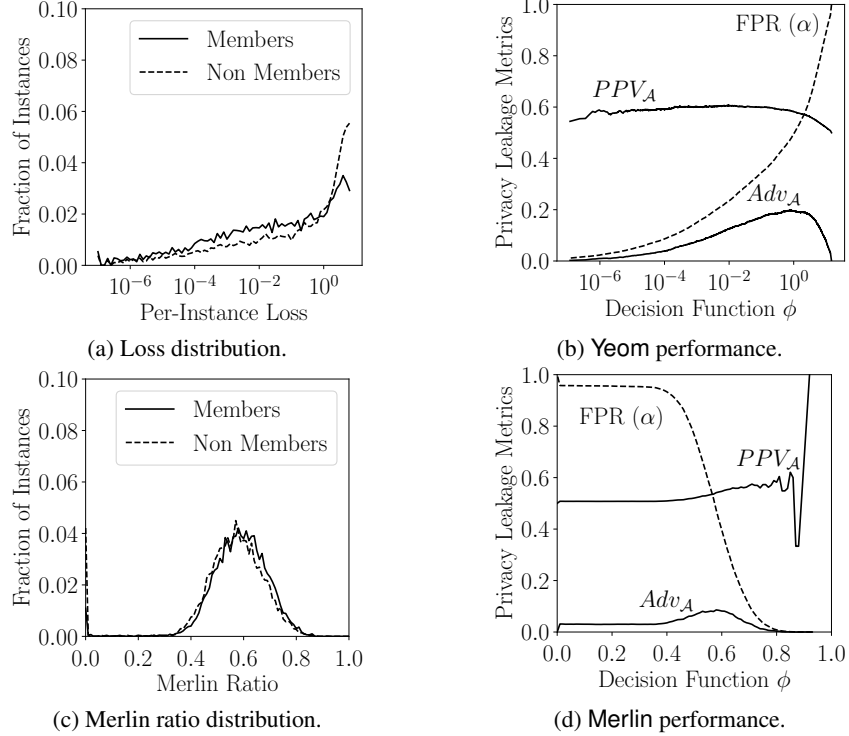 0.10
0.08
0.06
0.04
0.02
0.00
Fraction of Instances
Members
Non Members
10⁻⁶ 10⁻⁴ 10⁻² 10⁰
Per-Instance Loss
(a) Loss distribution.
1.0
0.8
0.6
0.4
0.2
0.0
Privacy Leakage Metrics
FPR (α)
PPV_A
Adv_A
10⁻⁶ 10⁻⁴ 10⁻² 10⁰
Decision Function ϕ
(b) Yeom performance.
0.10
0.08
0.06
0.04
0.02
0.00
Fraction of Instances
Members
Non Members
0.0 0.2 0.4 0.6 0.8 1.0
Merlin Ratio
(c) Merlin ratio distribution.
1.0
0.8
0.6
0.4
0.2
0.0
Privacy Leakage Metrics
FPR (α)
PPV_A
Adv_A
0.0 0.2 0.4 0.6 0.8 1.0
Decision Function ϕ
(d) Merlin performance.